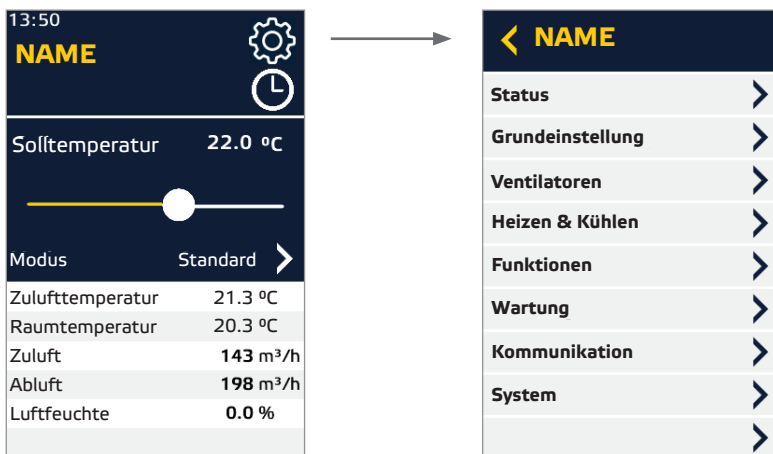 13:50
NAME
Solltemperatur 22.0 ºC
Modus Standard
Zulufttemperatur 21.3 ºC
Raumtemperatur 20.3 ºC
Zuluft 143 m³/h
Abluft 198 m³/h
Luftfeuchte 0.0 %
NAME
Status
Grundeinstellung
Ventilatoren
Heizen & Kühlen
Funktionen
Wartung
Kommunikation
System